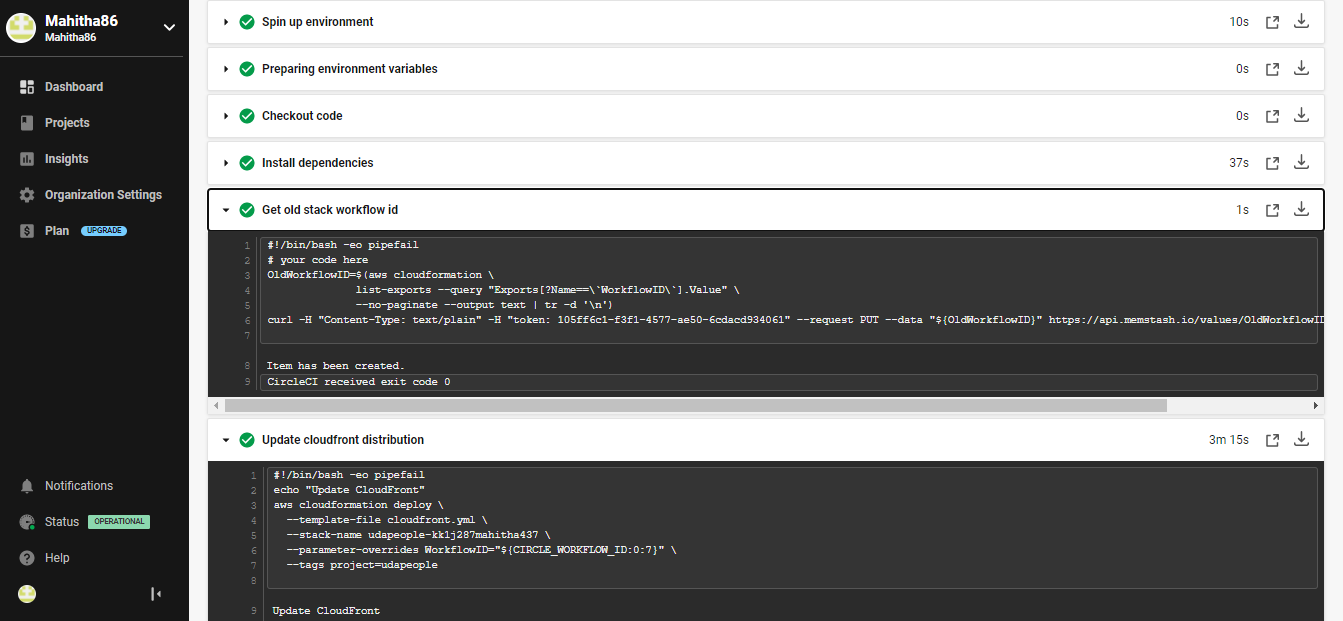 Mahitha86
Mahitha86
Dashboard
Projects
Insights
Organization Settings
$ Plan UPGRADE
Notifications
Status OPERATIONAL
? Help
Spin up environment 10s
Preparing environment variables 0s
Checkout code 0s
Install dependencies 37s
Get old stack workflow id 1s
1 #!/bin/bash -eo pipefail
2 # your code here
3 OldWorkflowID=$(aws cloudformation \
4 list-exports --query "Exports[?Name==\`WorkflowID\`].Value" \
5 --no-paginate --output text | tr -d '\n')
6 curl -H "Content-Type: text/plain" -H "token: 105ff6c1-f3f1-4577-ae50-6cdacd934061" --request PUT --data "${OldWorkflowID}" https://api.memstash.io/values/OldWorkflowID
7
8 Item has been created.
9 CircleCI received exit code 0
Update cloudfront distribution 3m 15s
1 #!/bin/bash -eo pipefail
2 echo "Update CloudFront"
3 aws cloudformation deploy \
4 --template-file cloudfront.yml \
5 --stack-name udapeople-kk1j287mahitha437 \
6 --parameter-overrides WorkflowID="${CIRCLE_WORKFLOW_ID:0:7}" \
7 --tags project=udapeople
8
9 Update CloudFront